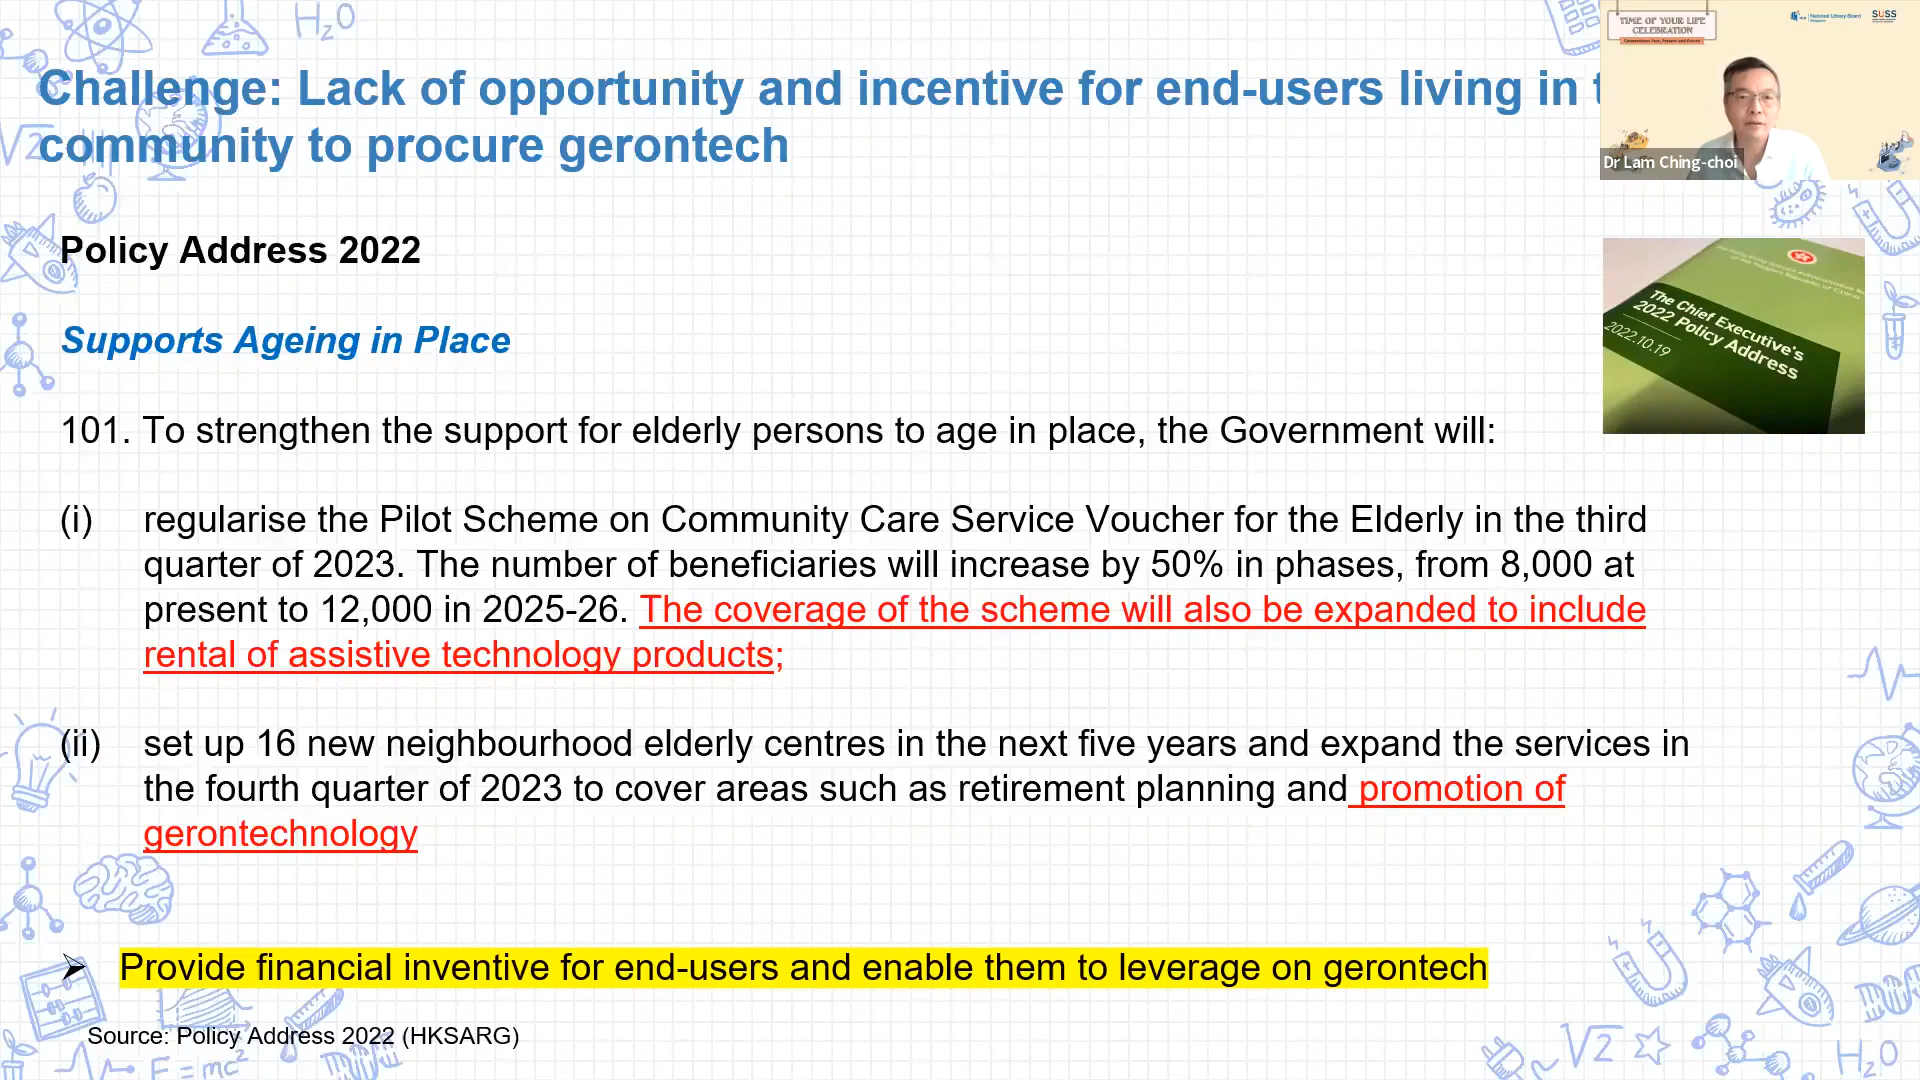 Challenge: Lack of opportunity and incentive for end-users living in
community to procure gerontech
TIME OF YOUR LIFE
CELEBRATION
National Library Board
SUSS
Dr Lam Ching-choi
Policy Address 2022
The Chief Executive's
2022 Policy Address
2022.10.19
Supports Ageing in Place
101. To strengthen the support for elderly persons to age in place, the Government will:
(i) regularise the Pilot Scheme on Community Care Service Voucher for the Elderly in the third
quarter of 2023. The number of beneficiaries will increase by 50% in phases, from 8,000 at
present to 12,000 in 2025-26. The coverage of the scheme will also be expanded to include
rental of assistive technology products;
(ii) set up 16 new neighbourhood elderly centres in the next five years and expand the services in
the fourth quarter of 2023 to cover areas such as retirement planning and promotion of
gerontechnology
➢ Provide financial inventive for end-users and enable them to leverage on gerontech
Source: Policy Address 2022 (HKSARG)
H₂O
√2
E=mc²
√2
H₂O